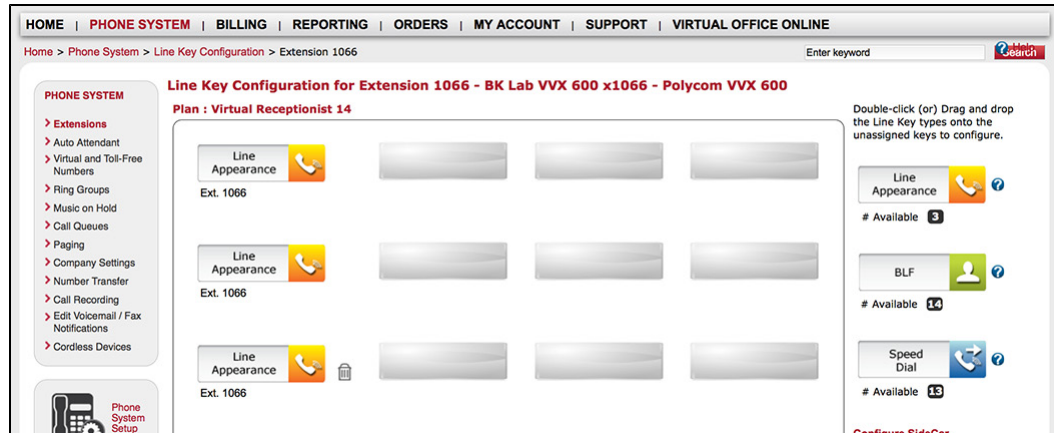 HOME | PHONE SYSTEM | BILLING | REPORTING | ORDERS | MY ACCOUNT | SUPPORT | VIRTUAL OFFICE ONLINE
Home > Phone System > Line Key Configuration > Extension 1066
Enter keyword
Help
Search
PHONE SYSTEM
Extensions
Auto Attendant
Virtual and Toll-Free
Numbers
Ring Groups
Music on Hold
Call Queues
Paging
Company Settings
Number Transfer
Call Recording
Edit Voicemail / Fax
Notifications
Cordless Devices
Phone
System
Setup
Line Key Configuration for Extension 1066 - BK Lab VVX 600 x1066 - Polycom VVX 600
Plan : Virtual Receptionist 14
Line
Appearance
Ext. 1066
Line
Appearance
Ext. 1066
Line
Appearance
Ext. 1066
Double-click (or) Drag and drop
the Line Key types onto the
unassigned keys to configure.
Line
Appearance
# Available 3
BLF
# Available 14
Speed
Dial
# Available 13
Configure SideCar